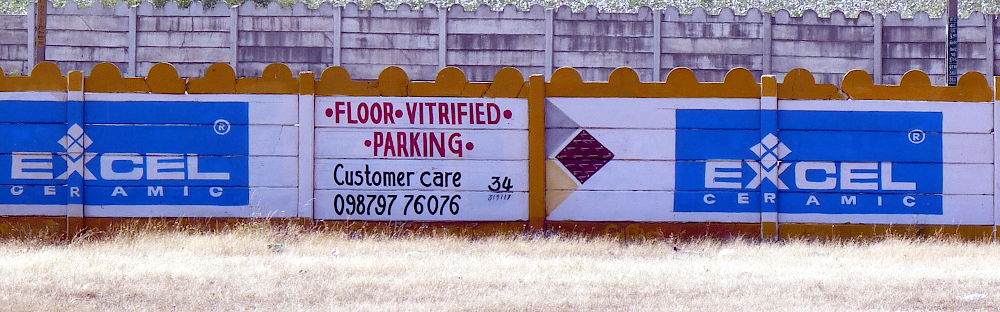 EXCEL ®
CERAMIC
•FLOOR•VITRIFIED•
•PARKING•
Customer care
098797 76076
34
EXCEL ®
CERAMIC